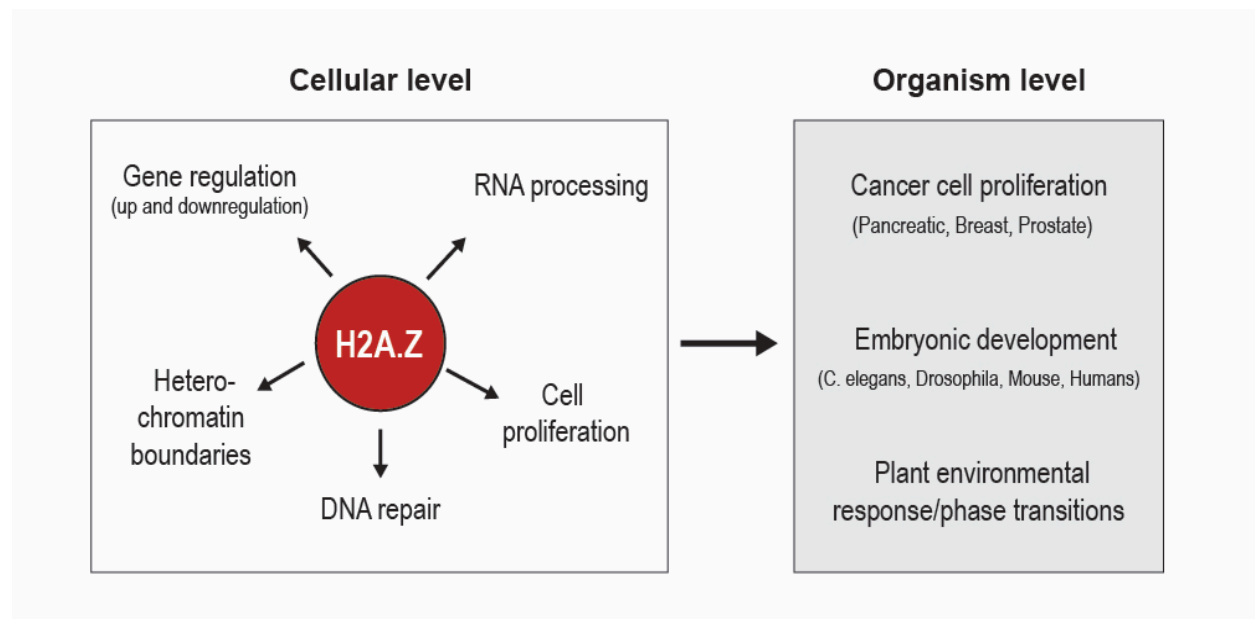 Cellular level
Gene regulation
(up and downregulation)
RNA processing
H2A.Z
Hetero-
chromatin
boundaries
Cell
proliferation
DNA repair
Organism level
Cancer cell proliferation
(Pancreatic, Breast, Prostate)
Embryonic development
(C. elegans, Drosophila, Mouse, Humans)
Plant environmental
response/phase transitions